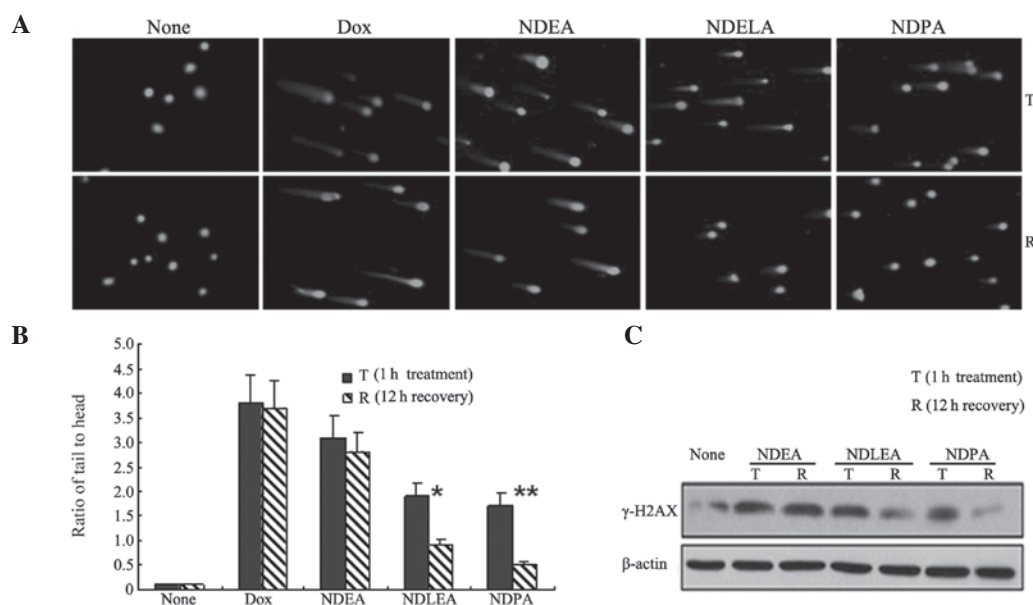 A
None Dox NDEA NDELA NDPA
T
R
B
5.0
4.5
4.0
3.5
3.0
2.5
2.0
1.5
1.0
0.5
0
Ratio of tail to head
T (1 h treatment)
R (12 h recovery)
*
**
None Dox NDEA NDLEA NDPA
C
T (1 h treatment)
R (12 h recovery)
None NDEA NDLEA NDPA
T R T R T R
γ-H2AX
β-actin